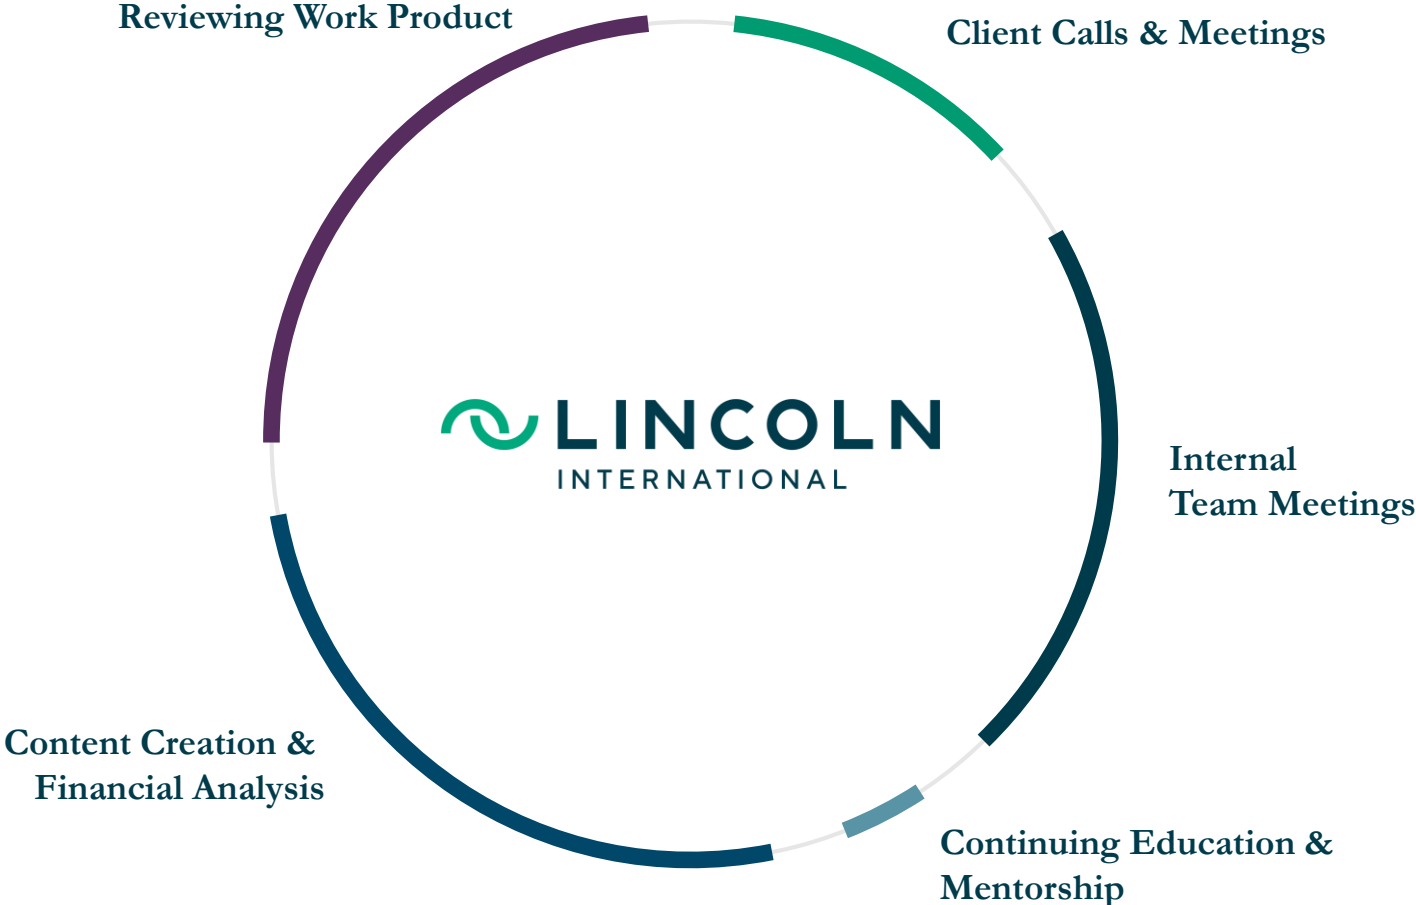 Reviewing Work Product
Client Calls & Meetings
LINCOLN
INTERNATIONAL
Internal
Team Meetings
Content Creation &
Financial Analysis
Continuing Education &
Mentorship